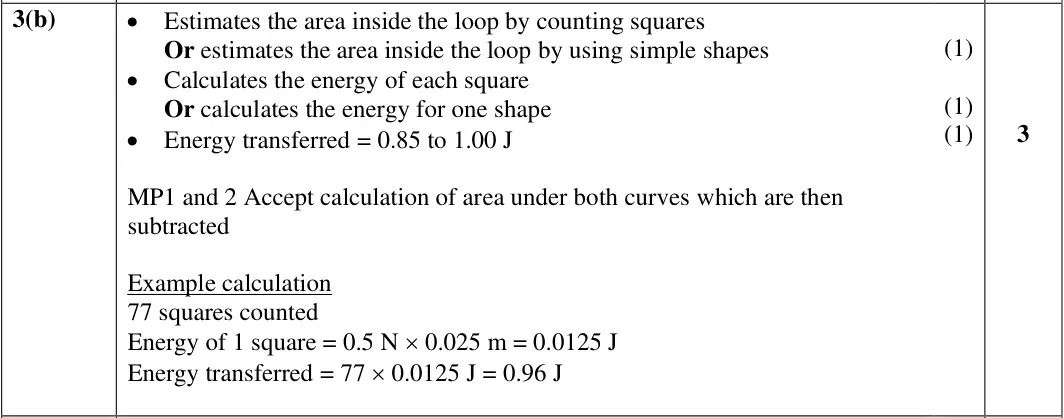 3(b)
• Estimates the area inside the loop by counting squares
Or estimates the area inside the loop by using simple shapes (1)
• Calculates the energy of each square
Or calculates the energy for one shape (1)
• Energy transferred = 0.85 to 1.00 J (1) 3
MP1 and 2 Accept calculation of area under both curves which are then
subtracted
Example calculation
77 squares counted
Energy of 1 square = 0.5 N × 0.025 m = 0.0125 J
Energy transferred = 77 × 0.0125 J = 0.96 J